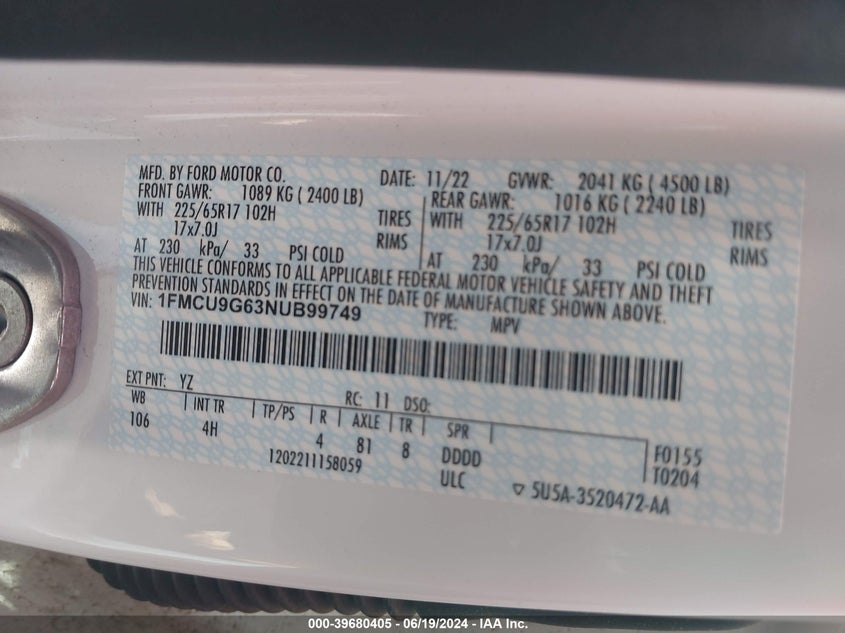 MFD. BY FORD MOTOR CO. DATE: 11/22 GVWR: 2041 KG ( 4500 LB)
FRONT GAWR: 1089 KG ( 2400 LB) REAR GAWR: 1016 KG ( 2240 LB)
WITH 225/65R17 102H TIRES WITH 225/65R17 102H TIRES
17x7.0J RIMS 17x7.0J RIMS
AT 230 kPa/ 33 PSI COLD AT 230 kPa/ 33 PSI COLD
THIS VEHICLE CONFORMS TO ALL APPLICABLE FEDERAL MOTOR VEHICLE SAFETY AND THEFT
PREVENTION STANDARDS IN EFFECT ON THE DATE OF MANUFACTURE SHOWN ABOVE.
VIN: 1FMCU9G63NUB99749 TYPE: MPV
EXT PNT: YZ RC: 11 DSO:
WB INT TR TP/PS R AXLE TR SPR
106 4H 4 81 8 DDDD F0155
1202211158059 ULC T0204
5U5A-3520472-AA
000-39680405 - 06/19/2024 - IAA Inc.